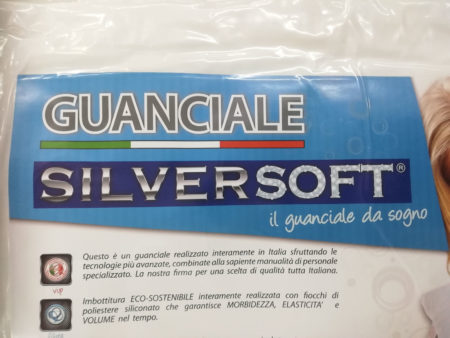 GUANCIALE
SILVERSOFT®
il guanciale da sogno
Questo è un guanciale realizzato interamente in Italia sfruttando le
tecnologie più avanzate, combinate alla sapiente manualità di personale
specializzato. La nostra firma per una scelta di qualità tutta Italiana.
Imbottitura ECO-SOSTENIBILE interamente realizzata con fiocchi di
poliestere siliconato che garantisce MORBIDEZZA, ELASTICITA' e
VOLUME nel tempo.